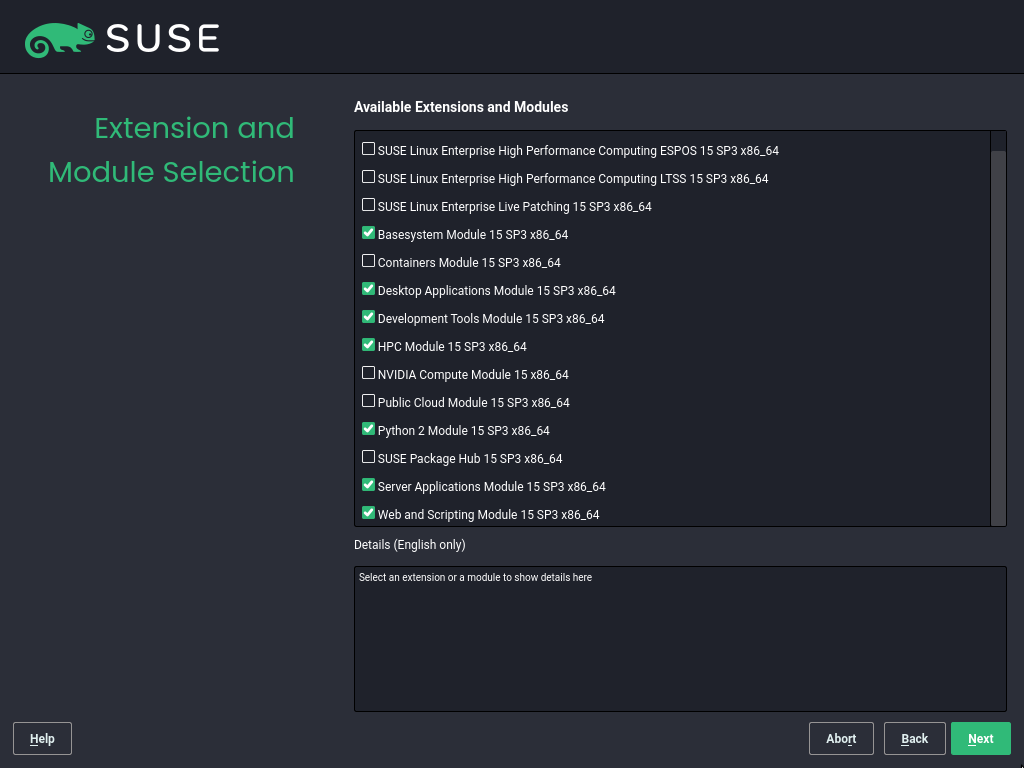 SUSE
Extension and
Module Selection
Available Extensions and Modules
SUSE Linux Enterprise High Performance Computing ESPOS 15 SP3 x86_64
SUSE Linux Enterprise High Performance Computing LTSS 15 SP3 x86_64
SUSE Linux Enterprise Live Patching 15 SP3 x86_64
Basesystem Module 15 SP3 x86_64
Containers Module 15 SP3 x86_64
Desktop Applications Module 15 SP3 x86_64
Development Tools Module 15 SP3 x86_64
HPC Module 15 SP3 x86_64
NVIDIA Compute Module 15 x86_64
Public Cloud Module 15 SP3 x86_64
Python 2 Module 15 SP3 x86_64
SUSE Package Hub 15 SP3 x86_64
Server Applications Module 15 SP3 x86_64
Web and Scripting Module 15 SP3 x86_64
Details (English only)
Select an extension or a module to show details here
Help
Abort
Back
Next